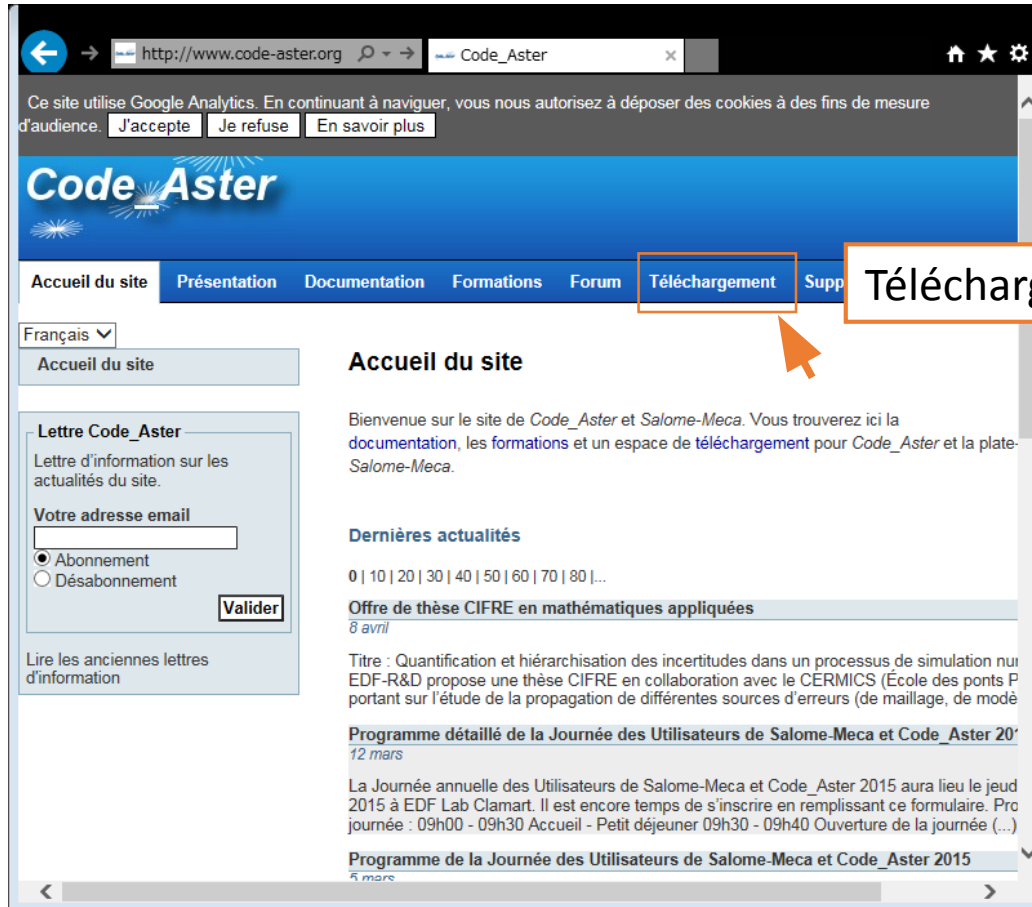 http://www.code-aster.org
Code_Aster
Ce site utilise Google Analytics. En continuant à naviguer, vous nous autorisez à déposer des cookies à des fins de mesure
d'audience. J'accepte Je refuse En savoir plus
Code_Aster
Accueil du site Présentation Documentation Formations Forum Téléchargement Supp
Télécharg
Français
Accueil du site
Lettre Code_Aster
Lettre d'information sur les
actualités du site.
Votre adresse email
Abonnement
Désabonnement
Valider
Lire les anciennes lettres
d'information
Accueil du site
Bienvenue sur le site de Code_Aster et Salome-Meca. Vous trouverez ici la
documentation, les formations et un espace de téléchargement pour Code_Aster et la plate-
Salome-Meca.
Dernières actualités
0 | 10 | 20 | 30 | 40 | 50 | 60 | 70 | 80 |...
Offre de thèse CIFRE en mathématiques appliquées
8 avril
Titre : Quantification et hiérarchisation des incertitudes dans un processus de simulation nu
EDF-R&D propose une thèse CIFRE en collaboration avec le CERMICS (École des ponts P
portant sur l'étude de la propagation de différentes sources d'erreurs (de maillage, de modè
Programme détaillé de la Journée des Utilisateurs de Salome-Meca et Code_Aster 201
12 mars
La Journée annuelle des Utilisateurs de Salome-Meca et Code_Aster 2015 aura lieu le jeud
2015 à EDF Lab Clamart. Il est encore temps de s'inscrire en remplissant ce formulaire. Pro
journée : 09h00 - 09h30 Accueil - Petit déjeuner 09h30 - 09h40 Ouverture de la journée (...)
Programme de la Journée des Utilisateurs de Salome-Meca et Code_Aster 2015
5 mars